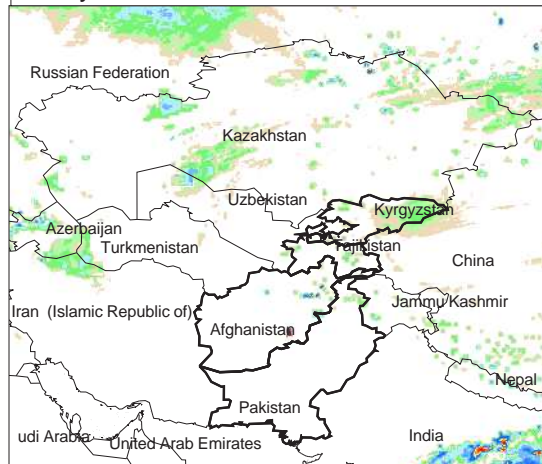 Russian Federation
Kazakhstan
Uzbekistan
Kyrgyzstan
Azerbaijan
Turkmenistan
Tajikistan
China
Jammu/Kashmir
Iran (Islamic Republic of)
Afghanistan
Nepal
Pakistan
udi Arabia
United Arab Emirates
India